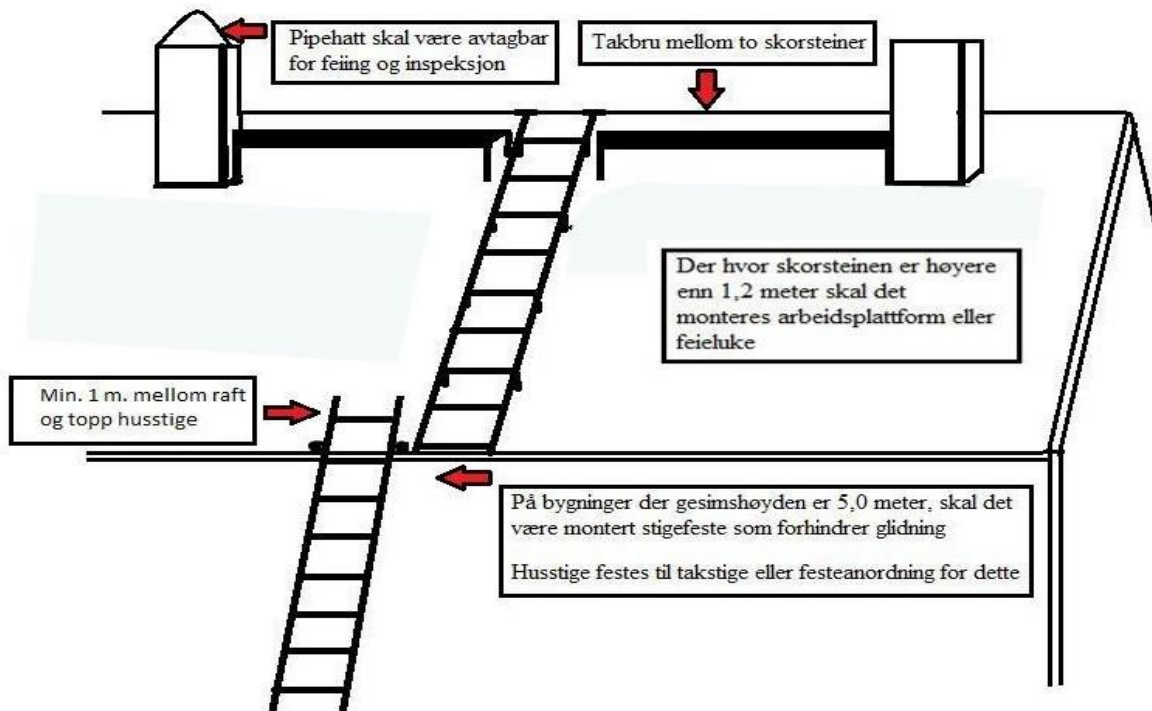 Pipehatt skal være avtagbar
for feiing og inspeksjon
Takbru mellom to skorsteiner
Der hvor skorsteinen er høyere
enn 1,2 meter skal det
monteres arbeidsplattform eller
feieluke
Min. 1 m. mellom raft
og topp husstige
På bygninger der gesimshøyden er 5,0 meter, skal det
være montert stigefeste som forhindrer glidning
Husstige festes til takstige eller festeanordning for dette